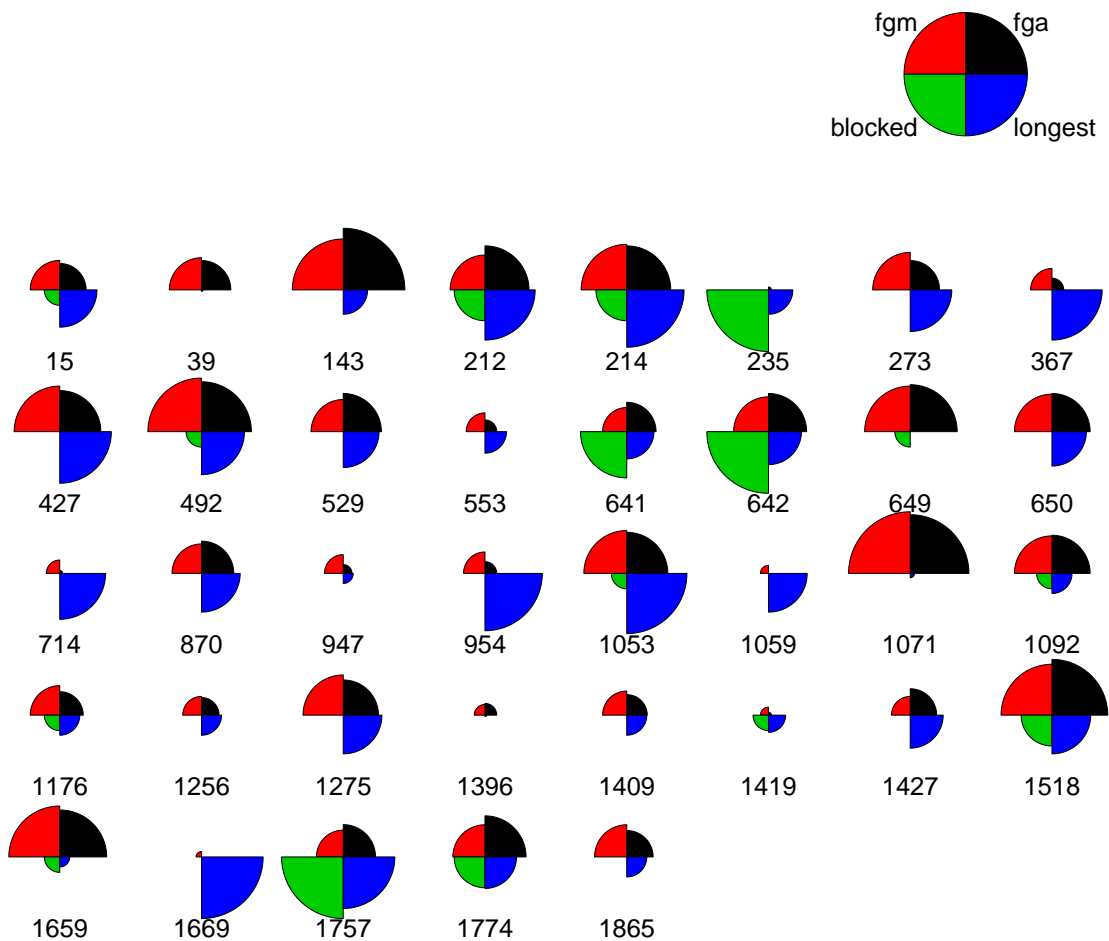 fgm fga
blocked longest
15 39 143 212 214 235 273 367
427 492 529 553 641 642 649 650
714 870 947 954 1053 1059 1071 1092
1176 1256 1275 1396 1409 1419 1427 1518
1659 1669 1757 1774 1865